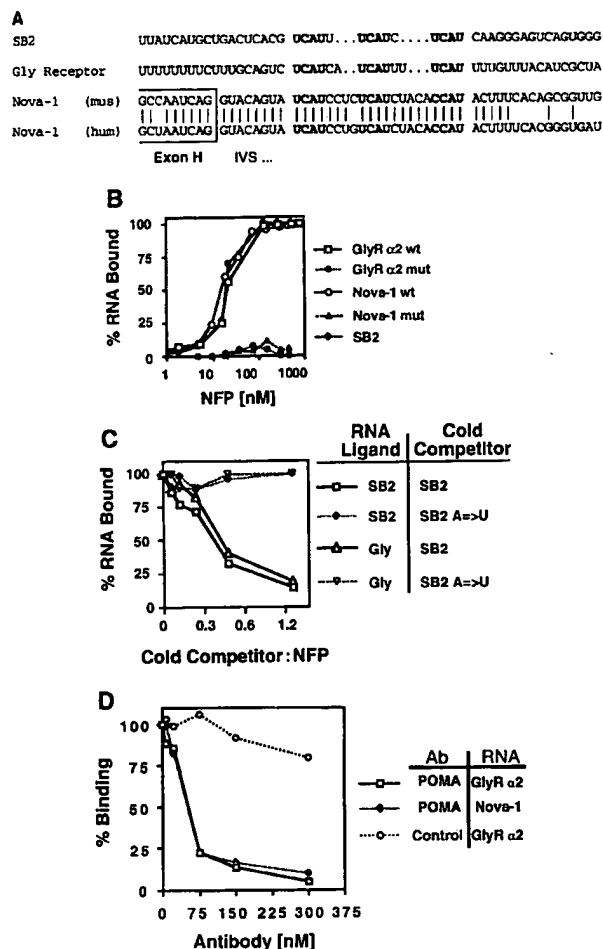 A
SB2 UUAUCAUGCUGACUCACG UCAUU...UCAUC....UCAU CAAGGGAGUCAGUGGG
Gly Receptor UUUUUUUUCUUUGCAGUC UCAUCA...UCAUUU...UCAU UUUGUUUACAUCGCUA
Nova-1 (mus) GCCAAUCAG GUACAGUA UCAUCCUCUCAUCUACACCAU ACUUUCACAGCGGUUG
Nova-1 (hum) GCUAAUCAG GUACAGUA UCAUCCUGUCAUCUACACCAU ACUUUUCACGGGUGAU
Exon H IVS ...
B
% RNA Bound
100
75
50
25
0
1 10 100 1000
NFP [nM]
GlyR α2 wt
GlyR α2 mut
Nova-1 wt
Nova-1 mut
SB2
C
% RNA Bound
100
75
50
25
0
0 0.3 0.6 1.2
Cold Competitor:NFP
RNA Ligand Cold Competitor
SB2 SB2
SB2 SB2 A=>U
Gly SB2
Gly SB2 A=>U
D
% Binding
100
75
50
25
0
0 75 150 225 300 375
Antibody [nM]
Ab RNA
POMA GlyR α2
POMA Nova-1
Control GlyR α2